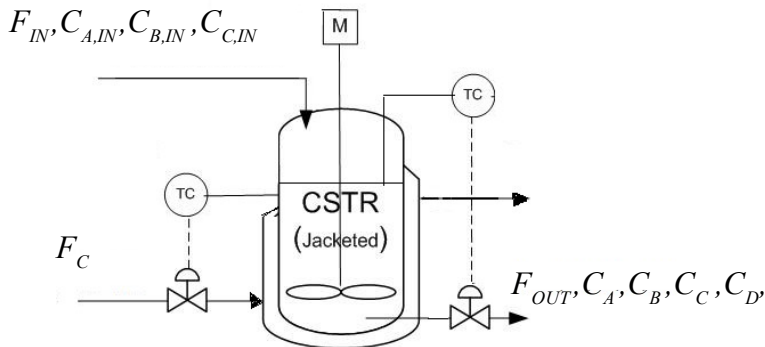 F_IN, C_A,IN, C_B,IN, C_C,IN
M
TC
TC
CSTR
(Jacketed)
F_C
F_OUT, C_A, C_B, C_C, C_D,